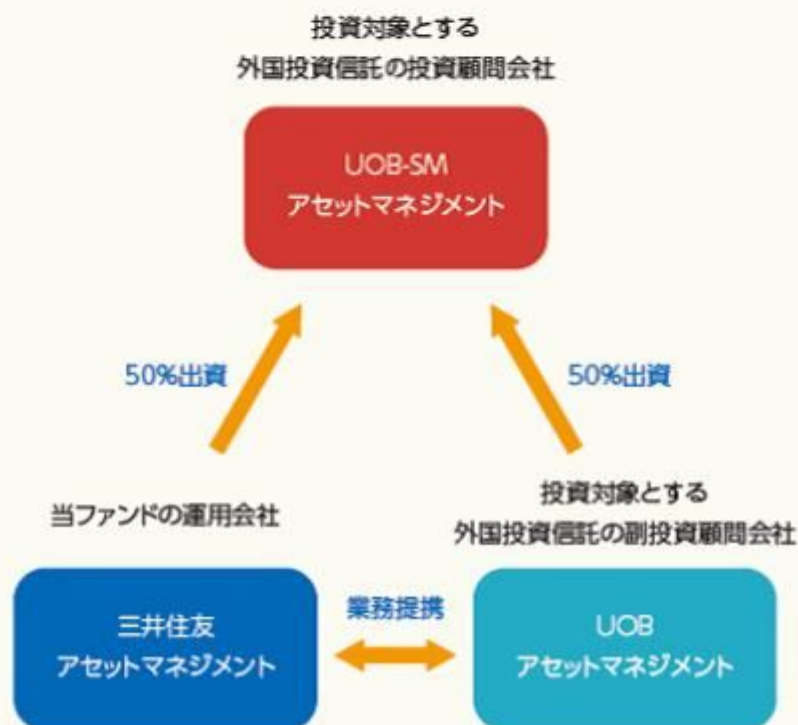 投資対象とする
外国投資信託の投資顧問会社
UOB-SM
アセットマネジメント
50%出資
50%出資
当ファンドの運用会社
投資対象とする
外国投資信託の副投資顧問会社
三井住友
アセットマネジメント
業務提携
UOB
アセットマネジメント